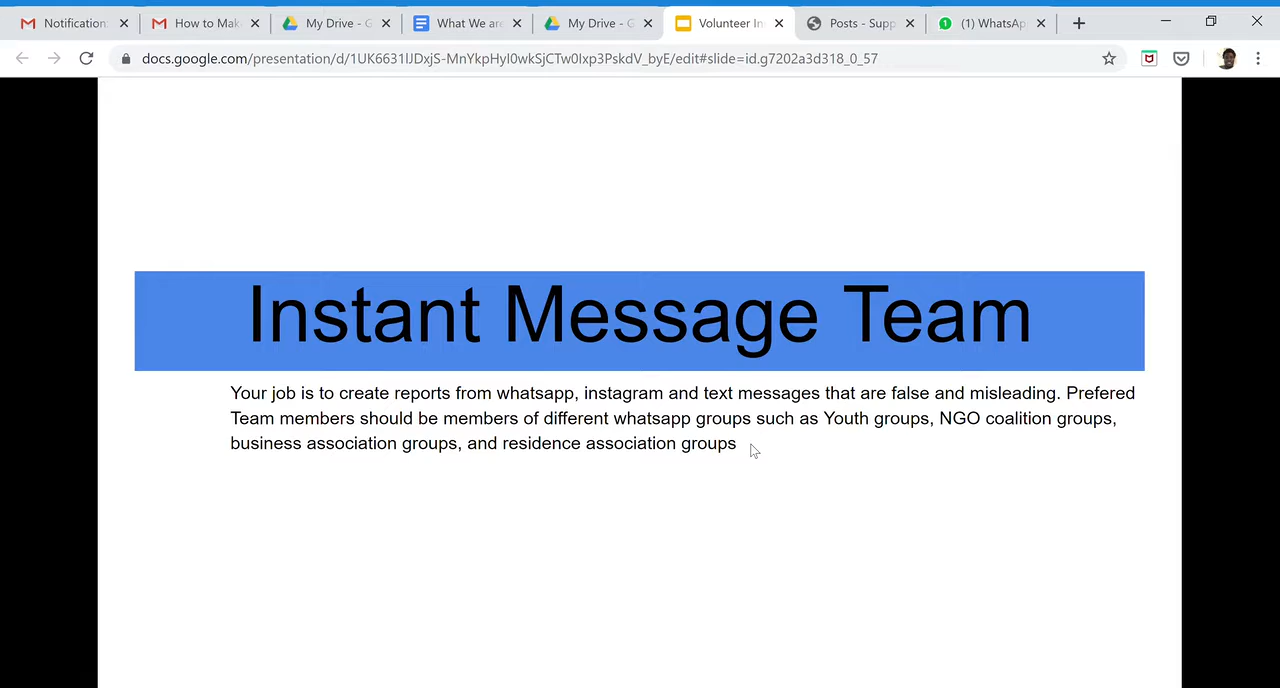 Notification
How to Mak
My Drive - G
What We are
My Drive - G
Volunteer In
Posts - Supp
(1) WhatsAp
docs.google.com/presentation/d/1UK6631lJDxjS-MnYkpHyI0wkSjCTw0Ixp3PskdV_byE/edit#slide=id.g7202a3d318_0_57
Instant Message Team
Your job is to create reports from whatsapp, instagram and text messages that are false and misleading. Prefered
Team members should be members of different whatsapp groups such as Youth groups, NGO coalition groups,
business association groups, and residence association groups